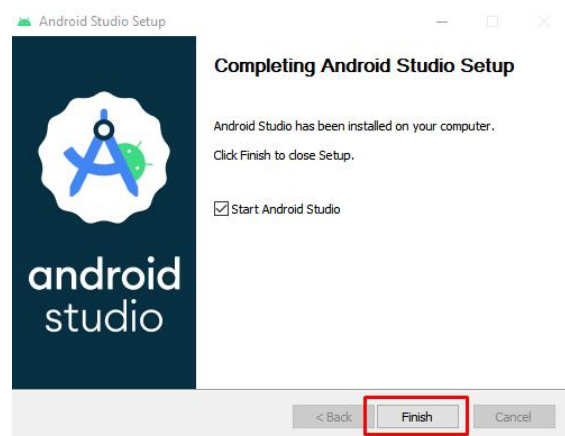 Android Studio Setup
Completing Android Studio Setup
Android Studio has been installed on your computer.
Click Finish to close Setup.
Start Android Studio
android
studio
< Back Finish Cancel